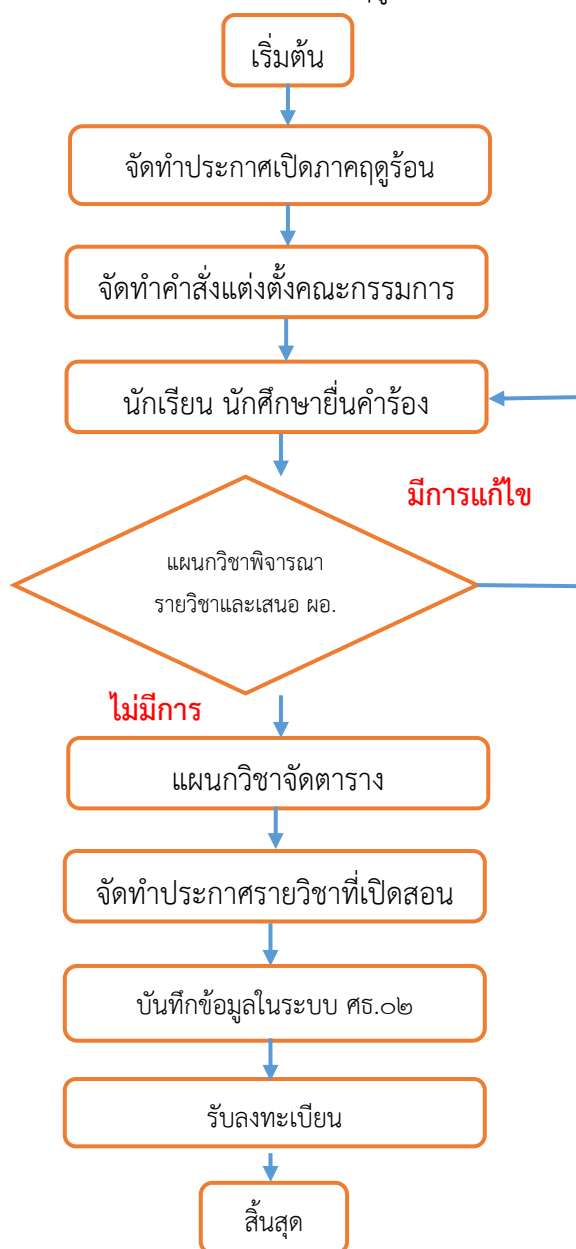 เริ่มต้น
จัดทำประกาศเปิดภาคฤดูร้อน
จัดทำคำสั่งแต่งตั้งคณะกรรมการ
นักเรียน นักศึกษายื่นคำร้อง
มีการแก้ไข
แผนกวิชาพิจารณา
รายวิชาและเสนอ ผอ.
ไม่มีการ
แผนกวิชาจัดตาราง
จัดทำประกาศรายวิชาที่เปิดสอน
บันทึกข้อมูลในระบบ ศธ.๐๒
รับลงทะเบียน
สิ้นสุด